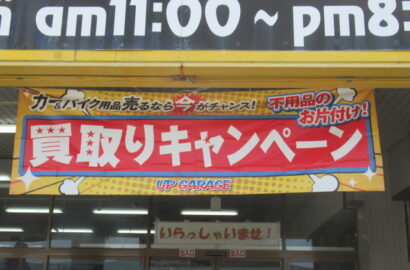 am11:00~pm8:
カー&バイク用品売るなら今がチャンス!
不用品の
お片付け!
買取りキャンペーン
UP GARAGE
いらっしゃいませ!